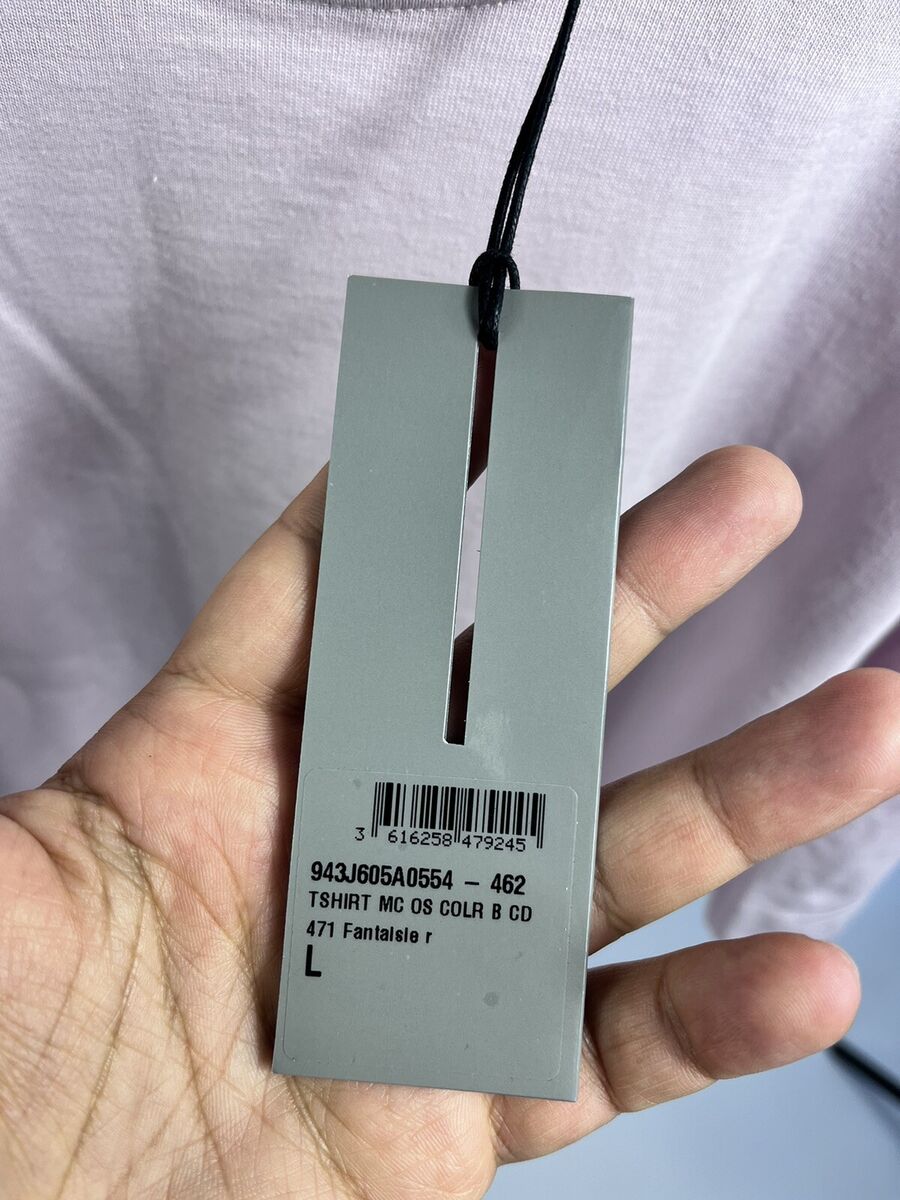 3 616258 479245
943J605A0554 – 462
TSHIRT MC OS COLR B CD
471 Fantaisie r
L